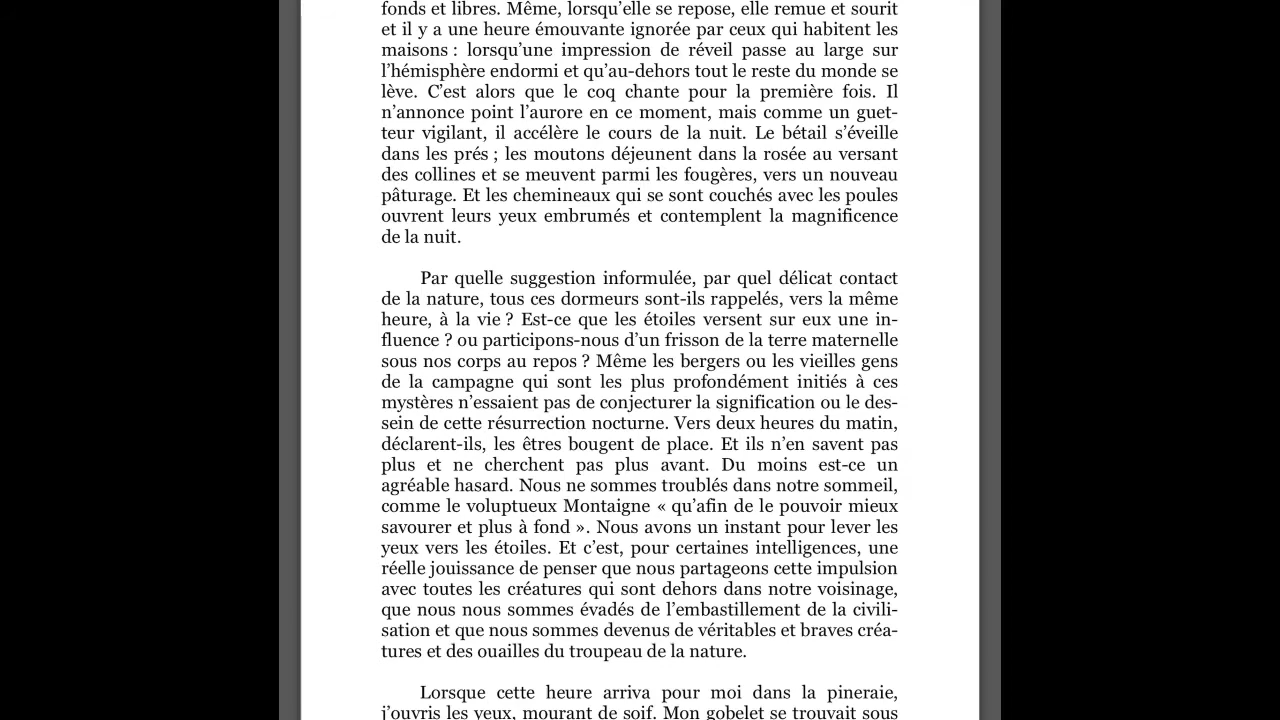 fonds et libres. Même, lorsqu’elle se repose, elle remue et sourit
et il y a une heure émouvante ignorée par ceux qui habitent les
maisons : lorsqu’une impression de réveil passe au large sur
l’hémisphère endormi et qu’au-dehors tout le reste du monde se
lève. C’est alors que le coq chante pour la première fois. Il
n’annonce point l’aurore en ce moment, mais comme un guet-
teur vigilant, il accélère le cours de la nuit. Le bétail s’éveille
dans les prés ; les moutons déjeunent dans la rosée au versant
des collines et se meuvent parmi les fougères, vers un nouveau
pâturage. Et les chemineaux qui se sont couchés avec les poules
ouvrent leurs yeux embrumés et contemplent la magnificence
de la nuit.
Par quelle suggestion informulée, par quel délicat contact
de la nature, tous ces dormeurs sont-ils rappelés, vers la même
heure, à la vie ? Est-ce que les étoiles versent sur eux une in-
fluence ? ou participons-nous d’un frisson de la terre maternelle
sous nos corps au repos ? Même les bergers ou les vieilles gens
de la campagne qui sont les plus profondément initiés à ces
mystères n’essaient pas de conjecturer la signification ou le des-
sein de cette résurrection nocturne. Vers deux heures du matin,
déclarent-ils, les êtres bougent de place. Et ils n’en savent pas
plus et ne cherchent pas plus avant. Du moins est-ce un
agréable hasard. Nous ne sommes troublés dans notre sommeil,
comme le voluptueux Montaigne « qu’afin de le pouvoir mieux
savourer et plus à fond ». Nous avons un instant pour lever les
yeux vers les étoiles. Et c’est, pour certaines intelligences, une
réelle jouissance de penser que nous partageons cette impulsion
avec toutes les créatures qui sont dehors dans notre voisinage,
que nous nous sommes évadés de l’embastillement de la civili-
sation et que nous sommes devenus de véritables et braves créa-
tures et des ouailles du troupeau de la nature.
Lorsque cette heure arriva pour moi dans la pineraie,
j’ouvris les yeux, mourant de soif. Mon gobelet se trouvait sous